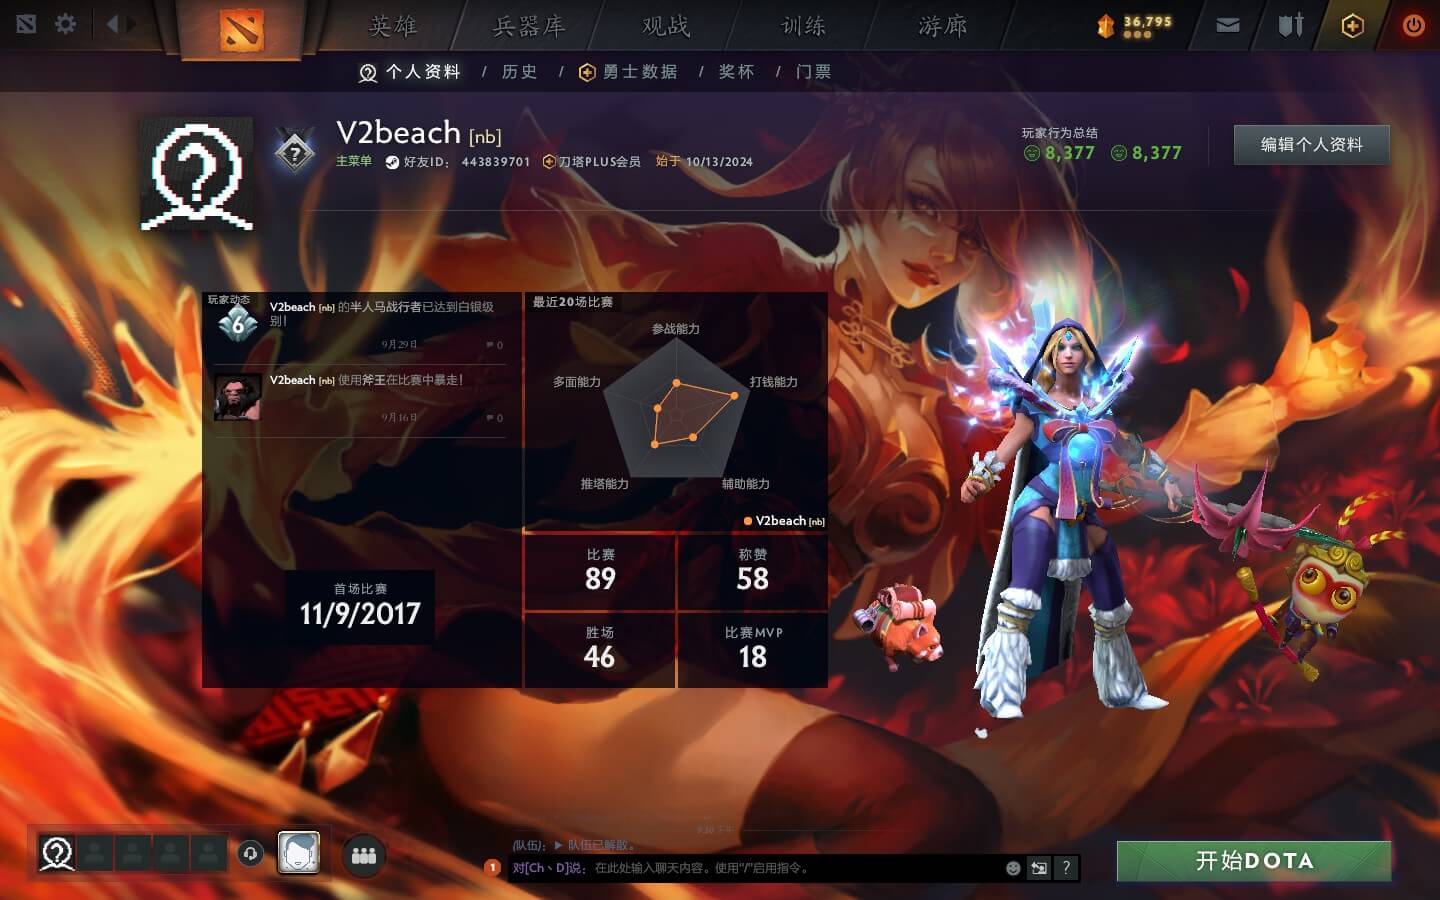 英雄
兵器库
观战
训练
游廊
36,795
个人资料 / 历史 / 勇士数据 / 奖杯 / 门票
V2beach [nb]
主菜单 好友ID： 443839701 刀塔PLUS会员 始于 10/13/2024
玩家行为总结
8,377 8,377
编辑个人资料
玩家动态
6
V2beach [nb] 的半人马战行者已达到白银级
别！
9月29日 0
V2beach [nb] 使用斧王在比赛中暴走！
9月16日 0
首场比赛
11/9/2017
最近20场比赛
参战能力
多面能力
打钱能力
推塔能力
辅助能力
V2beach [nb]
比赛
89
称赞
58
胜场
46
比赛MVP
18
9:30 下午
(队伍)： ▶ 队伍已解散。
1
对[Ch丶D]说： 在此处输入聊天内容。使用“/”启用指令。
?
开始DOTA